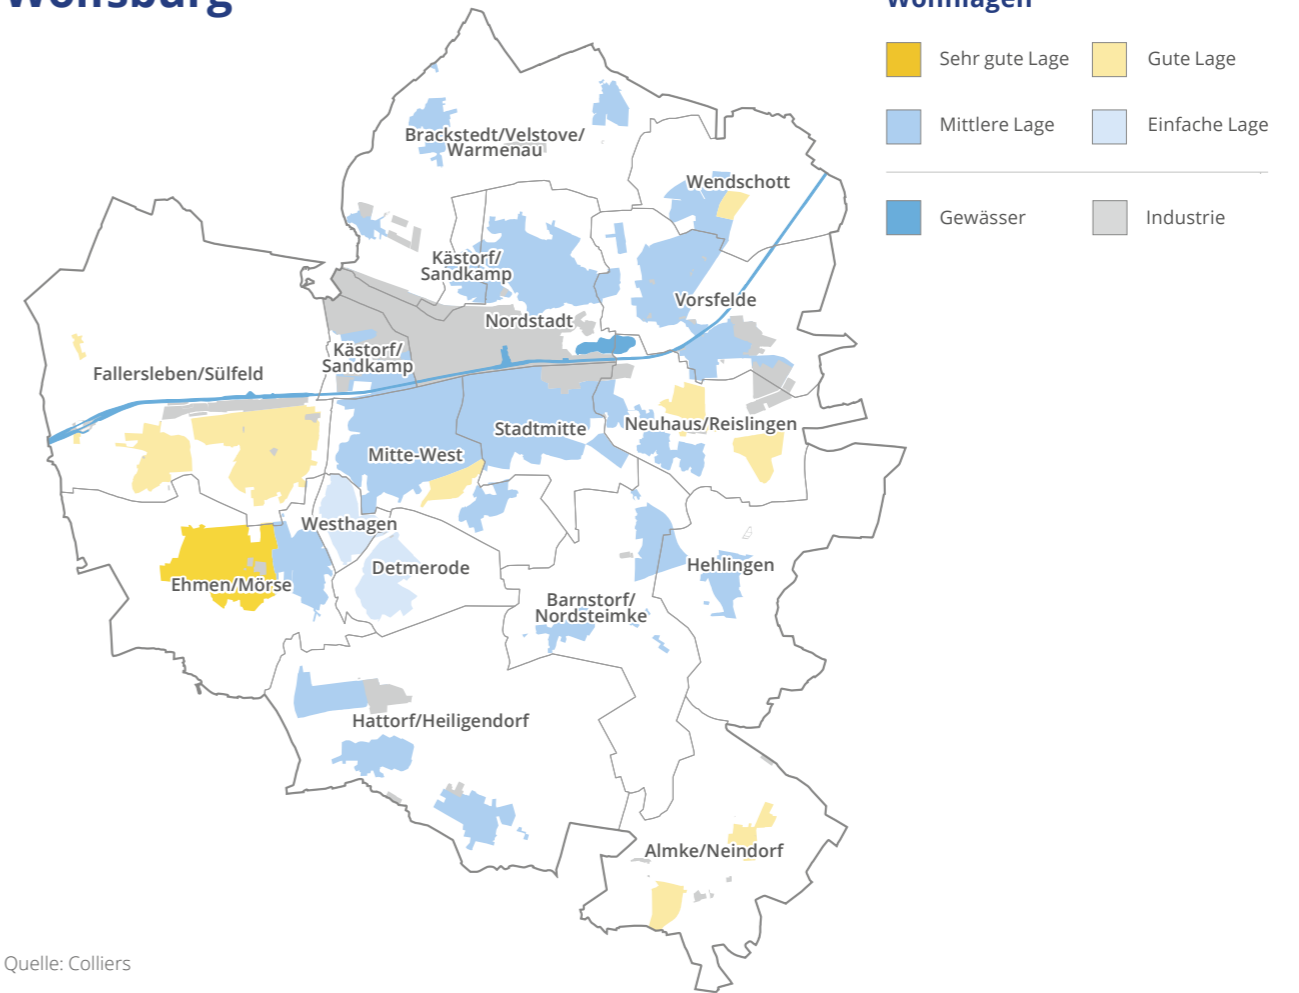 Wolfsburg
Wohnlagen
Sehr gute Lage
Gute Lage
Mittlere Lage
Einfache Lage
Gewässer
Industrie
Brackstedt/Velstove/
Warmenau
Wendschott
Kästorf/
Sandkamp
Vorsfelde
Nordstadt
Kästorf/
Sandkamp
Fallersleben/Sülfeld
Stadtmitte
Neuhaus/Reislingen
Mitte-West
Westhagen
Detmerode
Hehlingen
Ehmen/Mörse
Barnstorf/
Nordsteimke
Hattorf/Heiligendorf
Almke/Neindorf
Quelle: Colliers